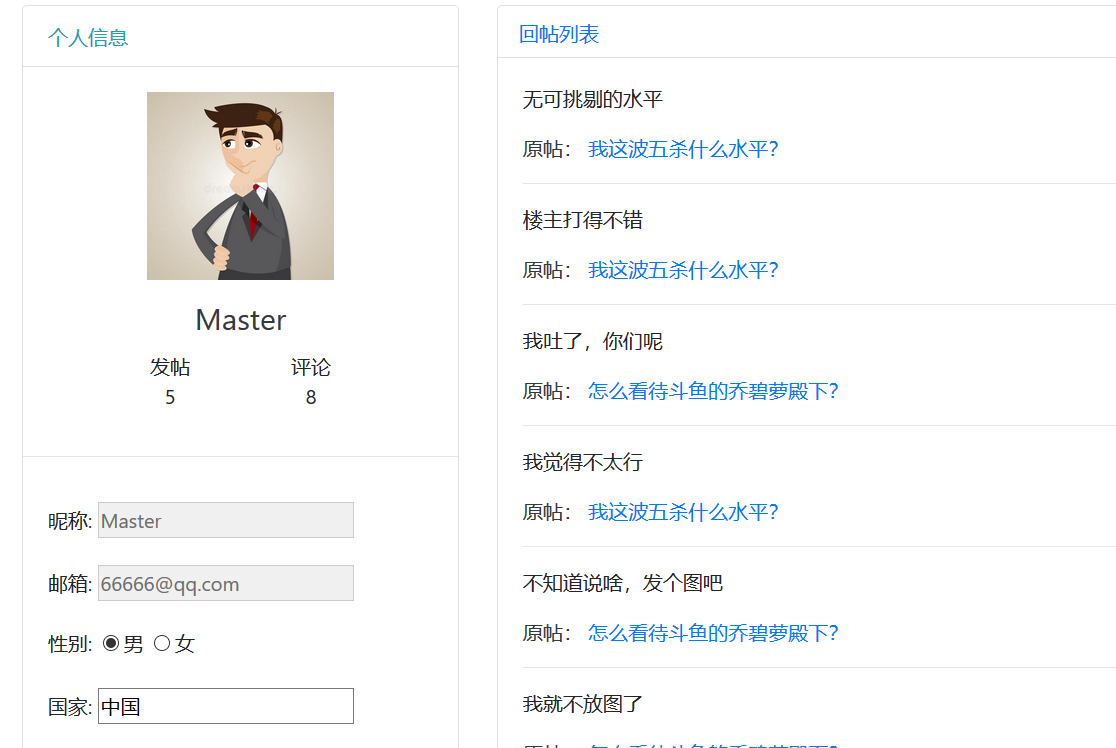 个人信息
Master
发帖 评论
5 8
昵称: Master
邮箱: 66666@qq.com
性别: 男 女
国家: 中国
回帖列表
无可挑剔的水平
原帖： 我这波五杀什么水平?
楼主打得不错
原帖： 我这波五杀什么水平?
我吐了，你们呢
原帖： 怎么看待斗鱼的乔碧萝殿下?
我觉得不太行
原帖： 我这波五杀什么水平?
不知道说啥，发个图吧
原帖： 怎么看待斗鱼的乔碧萝殿下?
我就不放图了